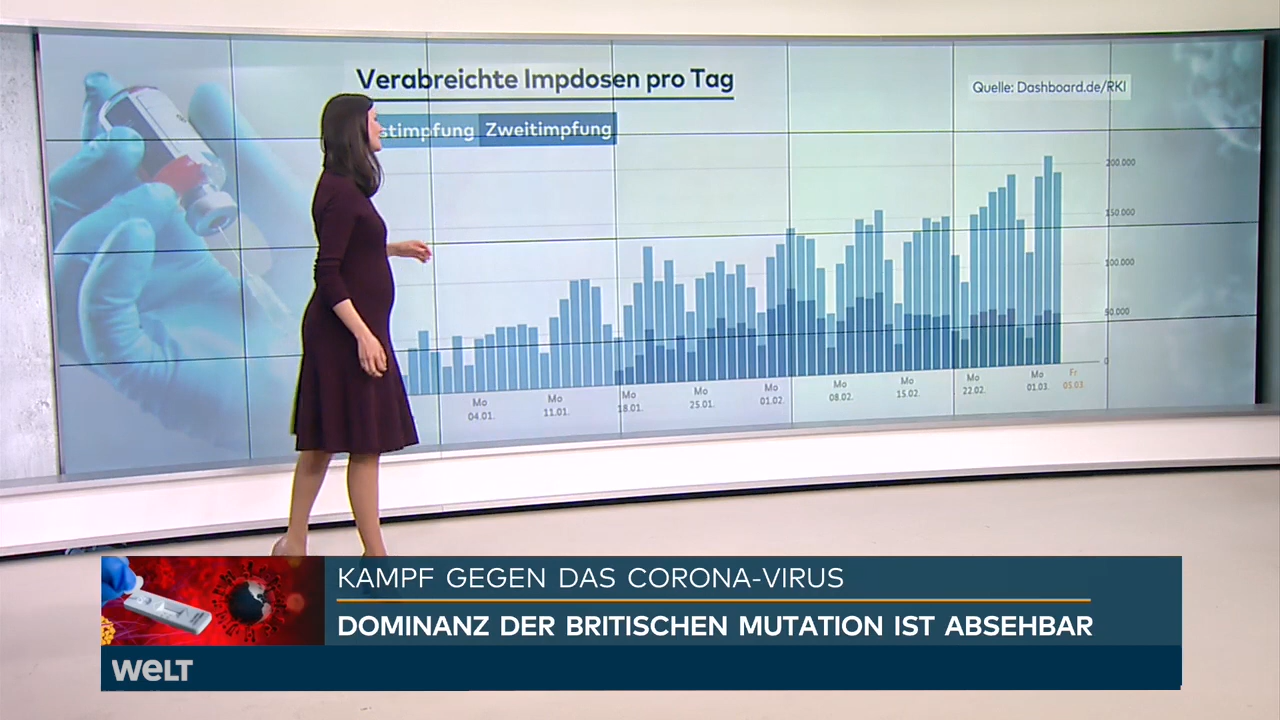 Verabreichte Impdosen pro Tag
Quelle: Dashboard.de/RKI
stimpfung Zweitimpfung
200.000
150.000
100.000
50.000
0
Mo Mo Mo Mo Mo Mo Mo Mo Mo Fr
04.01. 11.01. 18.01. 25.01. 01.02. 08.02. 15.02. 22.02. 01.03. 05.03.
KAMPF GEGEN DAS CORONA-VIRUS
DOMINANZ DER BRITISCHEN MUTATION IST ABSEHBAR
WELT